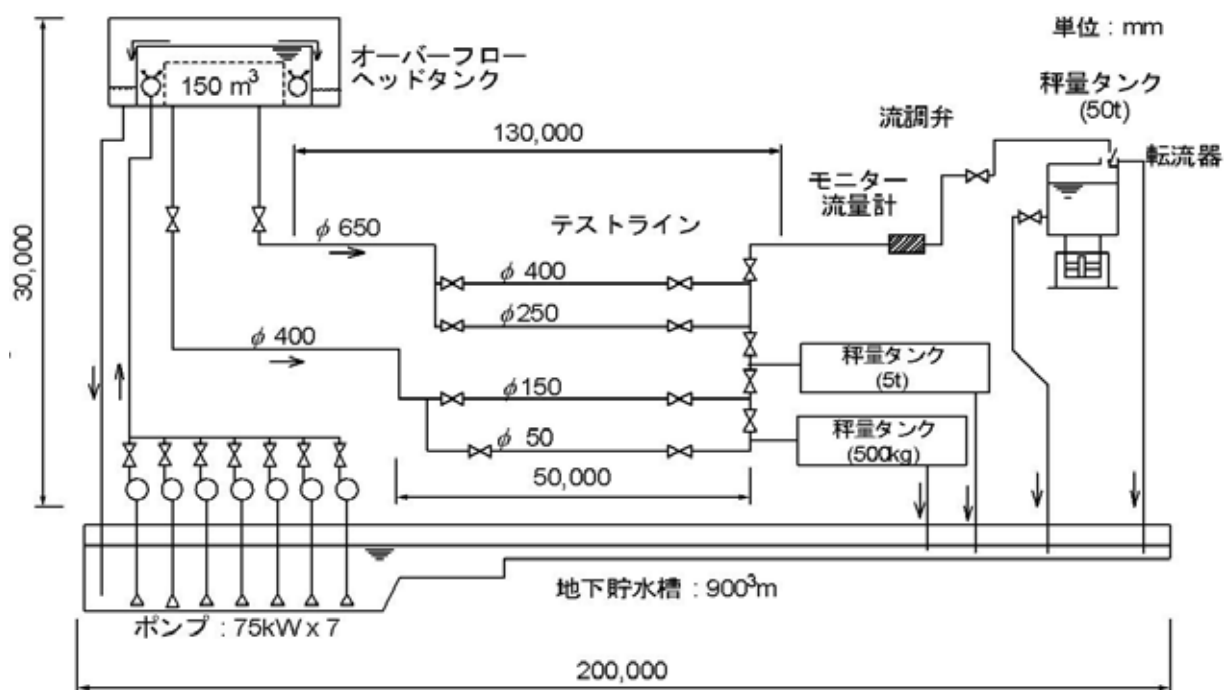 単位：mm
オーバーフロー
ヘッドタンク
150 m³
秤量タンク
(50t)
流調弁
転流器
130,000
モニター
流量計
テストライン
30,000
φ 650
φ 400
φ250
φ 400
秤量タンク
(5t)
φ150
秤量タンク
(500kg)
φ 50
50,000
地下貯水槽：900³m
ポンプ：75kW x 7
200,000